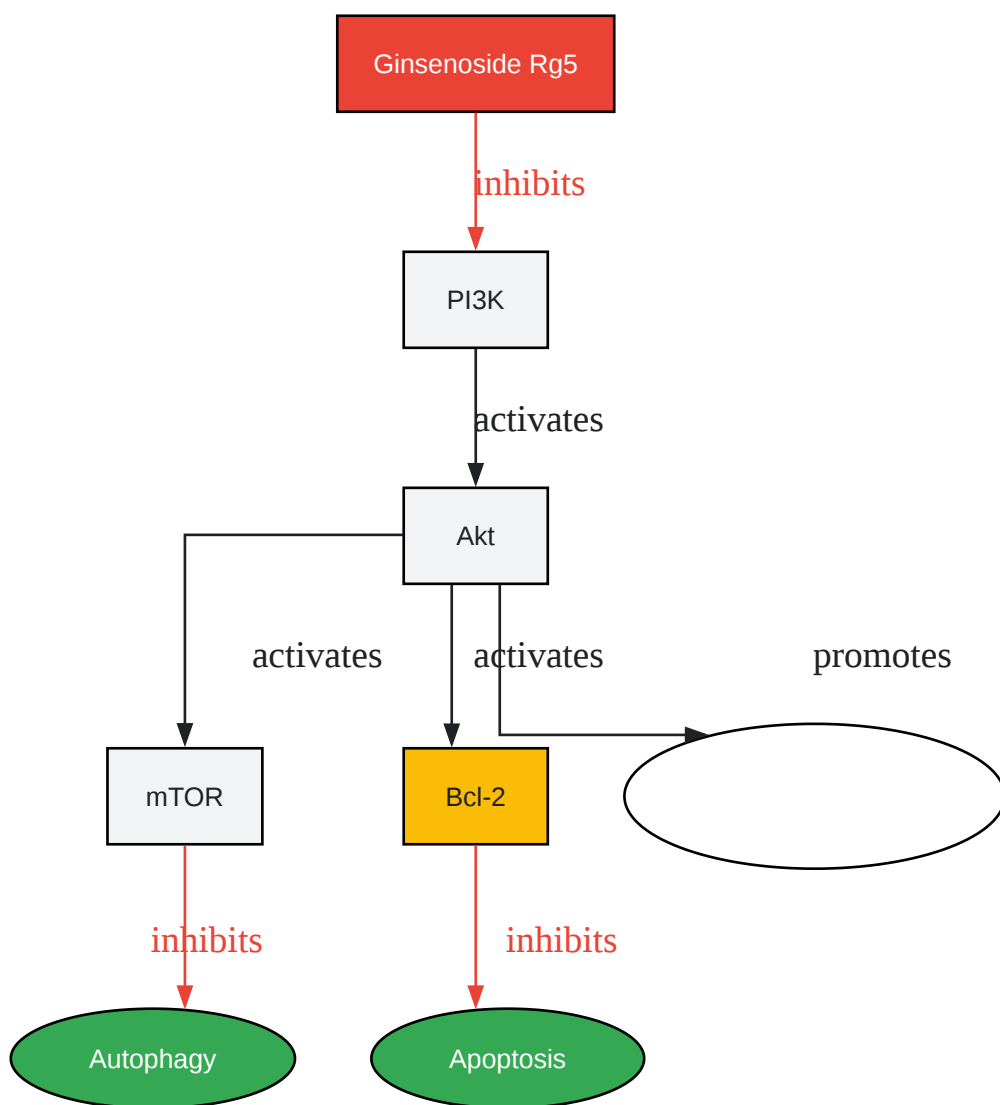 Ginsenoside Rg5
inhibits
PI3K
activates
Akt
activates
activates
promotes
mTOR
Bcl-2
inhibits
inhibits
Autophagy
Apoptosis